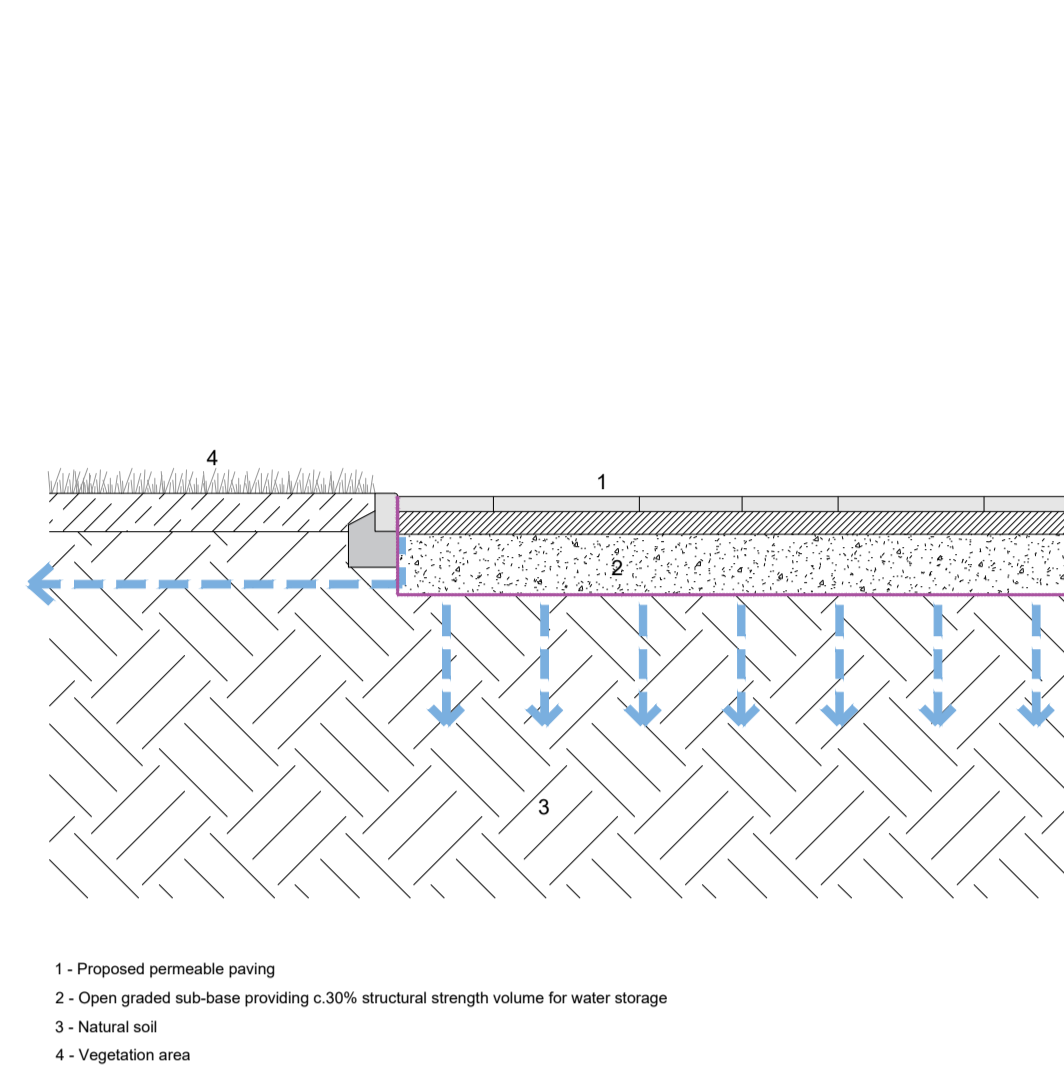 4
1
2
3
1 - Proposed permeable paving
2 - Open graded sub-base providing c.30% structural strength volume for water storage
3 - Natural soil
4 - Vegetation area